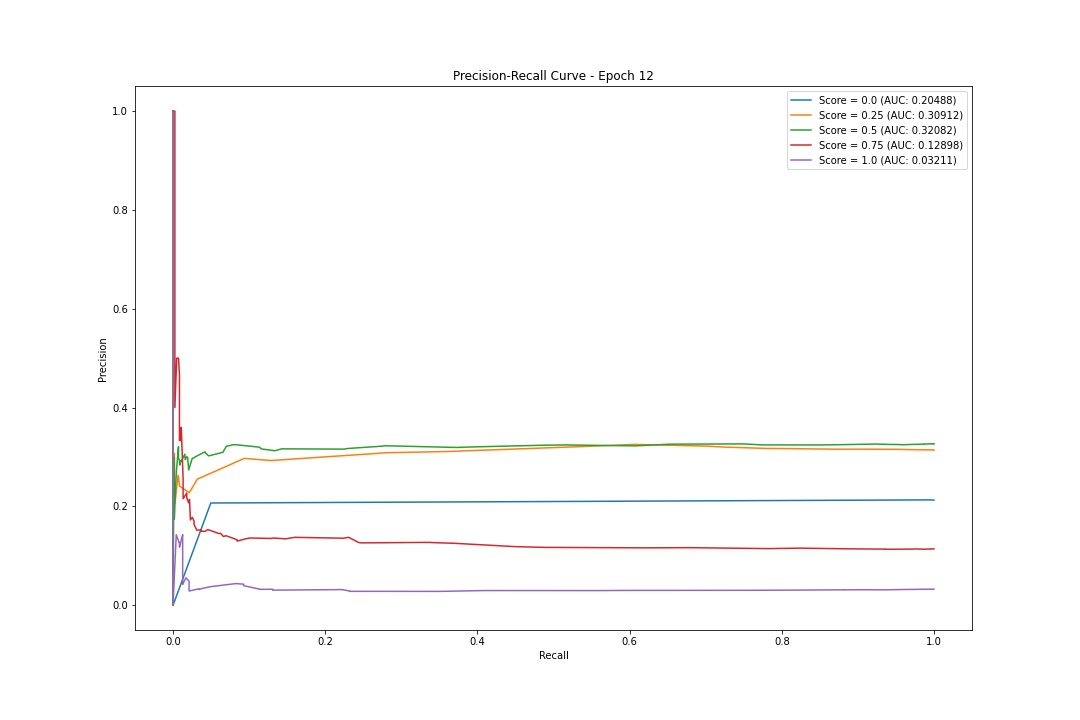 Precision-Recall Curve - Epoch 12
Score = 0.0 (AUC: 0.20488)
Score = 0.25 (AUC: 0.30912)
Score = 0.5 (AUC: 0.32082)
Score = 0.75 (AUC: 0.12898)
Score = 1.0 (AUC: 0.03211)
Precision
1.0
0.8
0.6
0.4
0.2
0.0
0.0 0.2 0.4 0.6 0.8 1.0
Recall